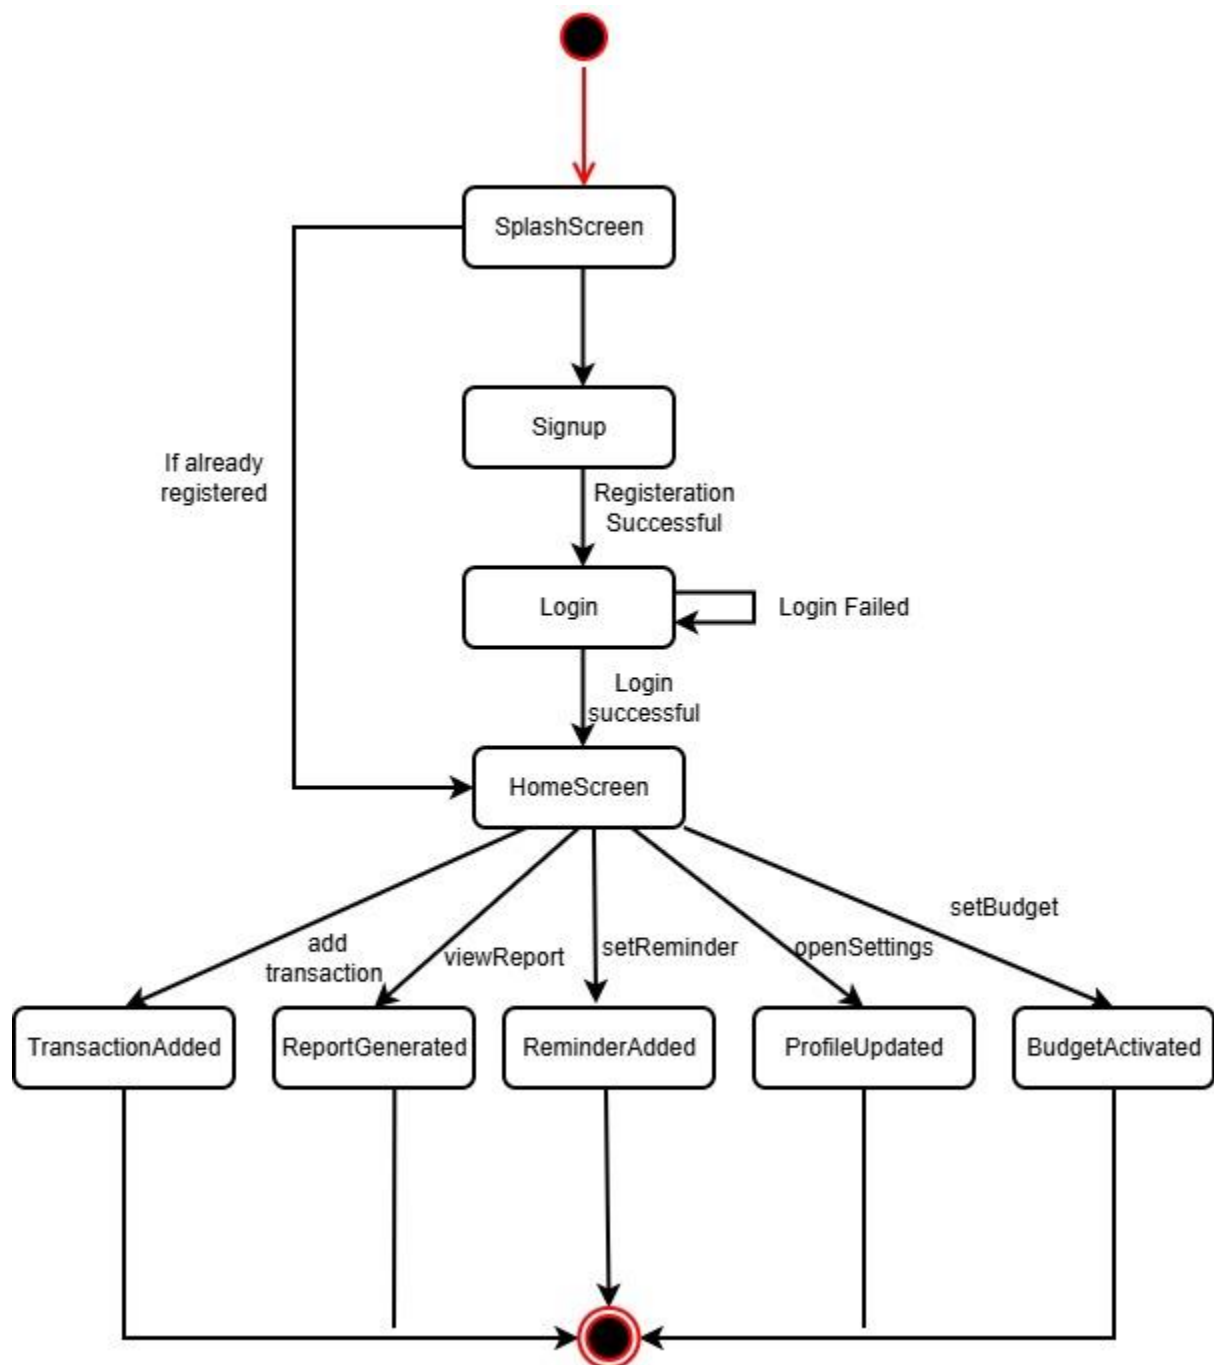 SplashScreen
Signup
If already
registered
Registeration
Successful
Login
Login Failed
Login
successful
HomeScreen
setBudget
add
transaction
viewReport
setReminder
openSettings
TransactionAdded
ReportGenerated
ReminderAdded
ProfileUpdated
BudgetActivated